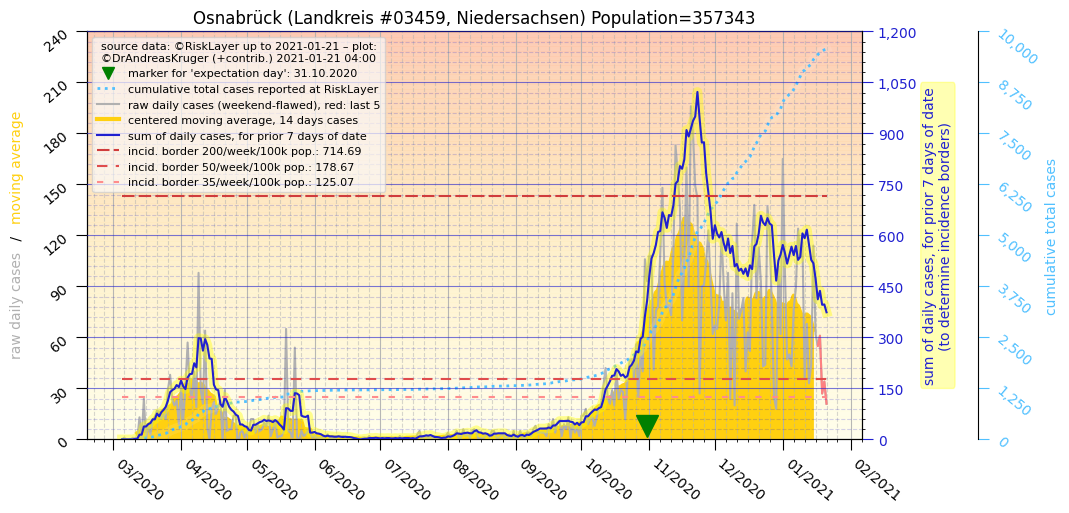 Osnabrück (Landkreis #03459, Niedersachsen) Population=357343
source data: ©RiskLayer up to 2021-01-21 – plot:
©DrAndreasKruger (+contrib.) 2021-01-21 04:00
marker for 'expectation day': 31.10.2020
cumulative total cases reported at RiskLayer
raw daily cases (weekend-flawed), red: last 5
centered moving average, 14 days cases
sum of daily cases, for prior 7 days of date
incid. border 200/week/100k pop.: 714.69
incid. border 50/week/100k pop.: 178.67
incid. border 35/week/100k pop.: 125.07
raw daily cases / moving average
240
210
180
150
120
90
60
30
0
03/2020
04/2020
05/2020
06/2020
07/2020
08/2020
09/2020
10/2020
11/2020
12/2020
01/2021
02/2021
1,200
1,050
900
750
600
450
300
150
0
sum of daily cases, for prior 7 days of date
(to determine incidence borders)
10,000
8,750
7,500
6,250
5,000
3,750
2,500
1,250
0
cumulative total cases